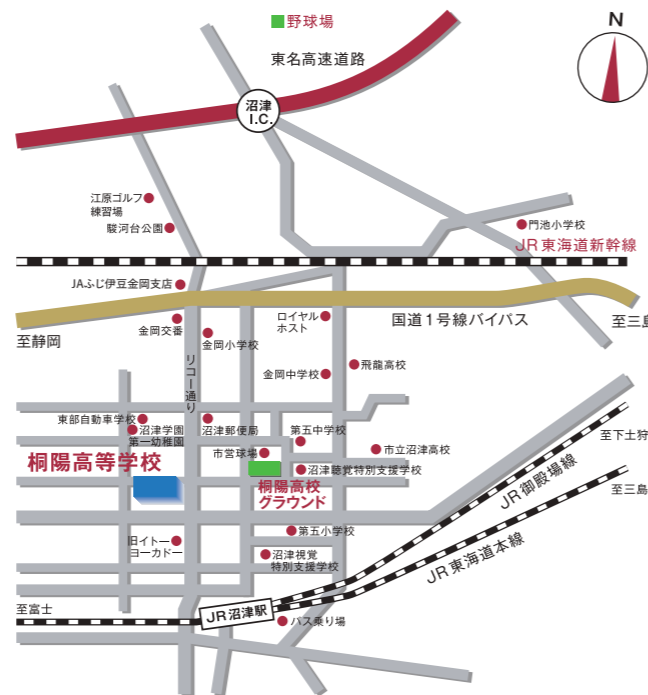 野球場
東名高速道路
N
沼津
I.C.
江原ゴルフ
練習場
駿河台公園
門池小学校
JR東海道新幹線
JAふじ伊豆金岡支店
ロイヤル
ホスト
国道1号線バイパス
至三島
至静岡
金岡交番
金岡小学校
リコー通り
金岡中学校
飛龍高校
東部自動車学校
沼津学園
第一幼稚園
沼津郵便局
第五中学校
市営球場
市立沼津高校
至下土狩
桐陽高等学校
沼津聴覚特別支援学校
桐陽高校
グラウンド
JR御殿場線
至三島
旧イトー
ヨーカドー
第五小学校
沼津視覚
特別支援学校
JR東海道本線
至富士
JR沼津駅
バス乗り場